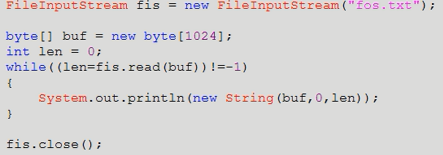 FileInputStream fis = new FileInputStream("fos.txt");
byte[] buf = new byte[1024];
int len = 0;
while((len=fis.read(buf))!=-1)
{
System.out.println(new String(buf,0,len));
}
fis.close();